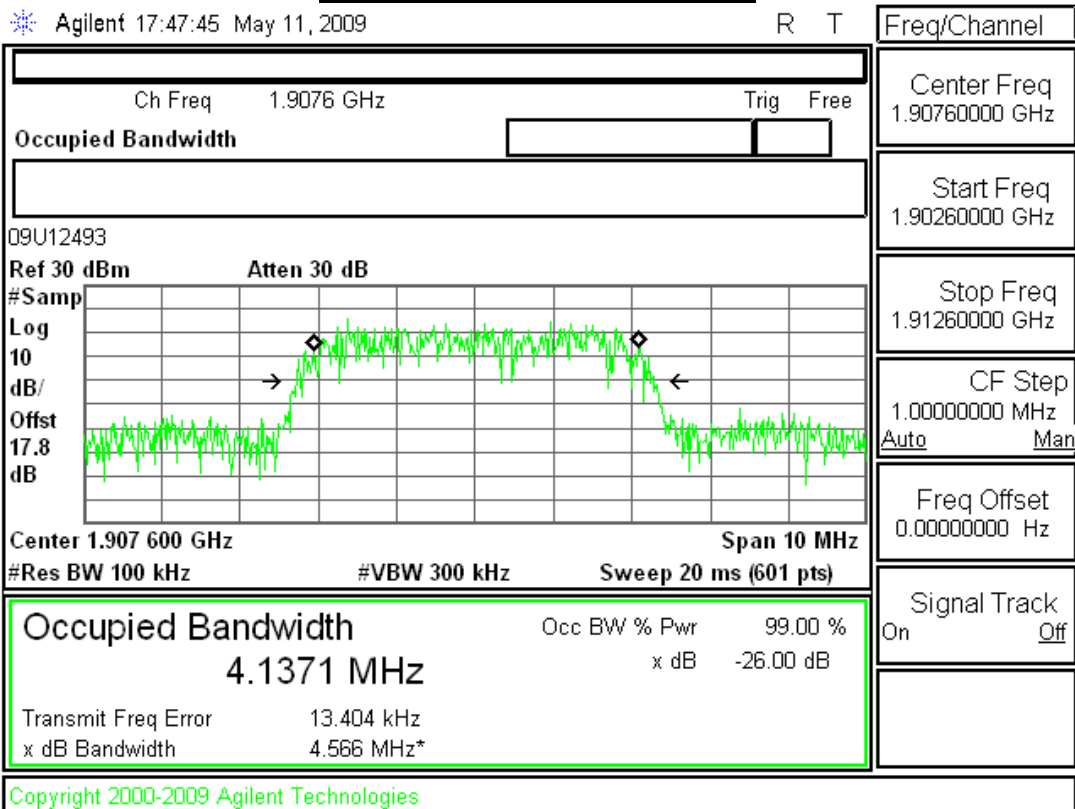 Agilent 17:47:45 May 11, 2009 R T
Ch Freq 1.9076 GHz Trig Free
Occupied Bandwidth
09U12493
Ref 30 dBm Atten 30 dB
#Samp
Log
10
dB/
Offst
17.8
dB
Center 1.907 600 GHz Span 10 MHz
#Res BW 100 kHz #VBW 300 kHz Sweep 20 ms (601 pts)
Occupied Bandwidth
4.1371 MHz
Occ BW % Pwr 99.00 %
x dB -26.00 dB
Transmit Freq Error 13.404 kHz
x dB Bandwidth 4.566 MHz*
Freq/Channel
Center Freq
1.90760000 GHz
Start Freq
1.90260000 GHz
Stop Freq
1.91260000 GHz
CF Step
1.00000000 MHz
Auto Man
Freq Offset
0.00000000 Hz
Signal Track
On Off
Copyright 2000-2009 Agilent Technologies